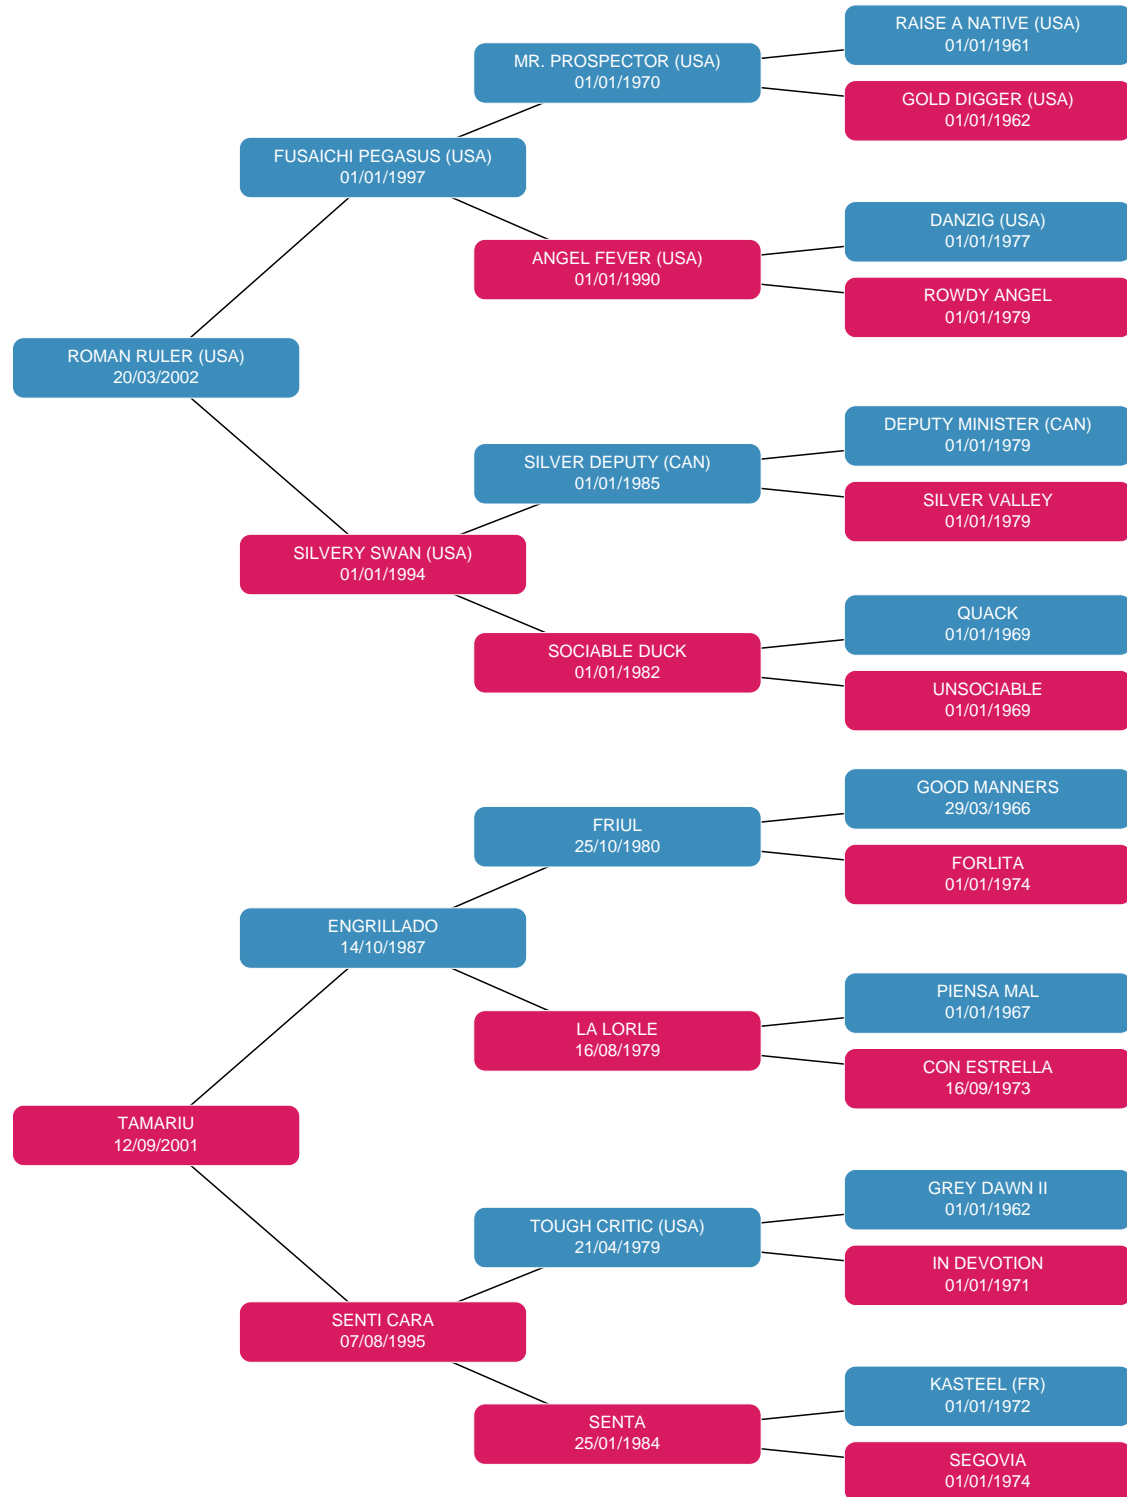 RAISE A NATIVE (USA)
01/01/1961
MR. PROSPECTOR (USA)
01/01/1970
GOLD DIGGER (USA)
01/01/1962
FUSAICHI PEGASUS (USA)
01/01/1997
DANZIG (USA)
01/01/1977
ANGEL FEVER (USA)
01/01/1990
ROWDY ANGEL
01/01/1979
ROMAN RULER (USA)
20/03/2002
DEPUTY MINISTER (CAN)
01/01/1979
SILVER DEPUTY (CAN)
01/01/1985
SILVER VALLEY
01/01/1979
SILVERY SWAN (USA)
01/01/1994
QUACK
01/01/1969
SOCIABLE DUCK
01/01/1982
UNSOCIABLE
01/01/1969
GOOD MANNERS
29/03/1966
FRIUL
25/10/1980
FORLITA
01/01/1974
ENGRILLADO
14/10/1987
PIENSA MAL
01/01/1967
LA LORLE
16/08/1979
CON ESTRELLA
16/09/1973
TAMARIU
12/09/2001
GREY DAWN II
01/01/1962
TOUGH CRITIC (USA)
21/04/1979
IN DEVOTION
01/01/1971
SENTI CARA
07/08/1995
KASTEEL (FR)
01/01/1972
SENTA
25/01/1984
SEGOVIA
01/01/1974